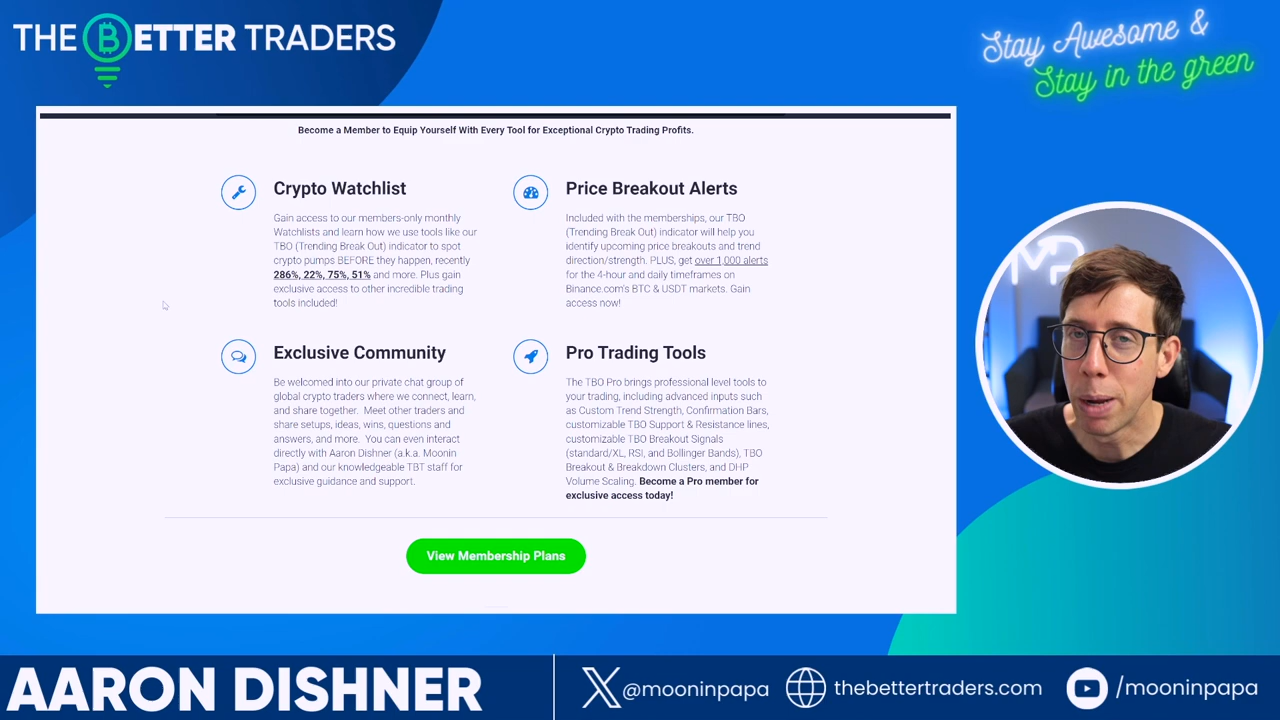 THE BETTER TRADERS
Stay Awesome &
Stay in the green
Become a Member to Equip Yourself With Every Tool for Exceptional Crypto Trading Profits.
Crypto Watchlist
Gain access to our members-only monthly
Watchlists and learn how we use tools like our
TBO (Trending Break Out) indicator to spot
crypto pumps BEFORE they happen, recently
286%, 22%, 75%, 51% and more. Plus gain
exclusive access to other incredible trading
tools included!
Price Breakout Alerts
Included with the memberships, our TBO
(Trending Break Out) indicator will help you
identify upcoming price breakouts and trend
direction/strength. PLUS, get over 1,000 alerts
for the 4-hour and daily timeframes on
Binance.com's BTC & USDT markets. Gain
access now!
Exclusive Community
Be welcomed into our private chat group of
global crypto traders where we connect, learn,
and share together. Meet other traders and
share setups, ideas, wins, questions and
answers, and more. You can even interact
directly with Aaron Dishner (a.k.a. Moonin
Papa) and our knowledgeable TBT staff for
exclusive guidance and support.
Pro Trading Tools
The TBO Pro brings professional level tools to
your trading, including advanced inputs such
as Custom Trend Strength, Confirmation Bars,
customizable TBO Support & Resistance lines,
customizable TBO Breakout Signals
(standard/XL, RSI, and Bollinger Bands), TBO
Breakout & Breakdown Clusters, and DHP
Volume Scaling. Become a Pro member for
exclusive access today!
View Membership Plans
MP
AARON DISHNER
@mooninpapa
thebettertraders.com
/mooninpapa